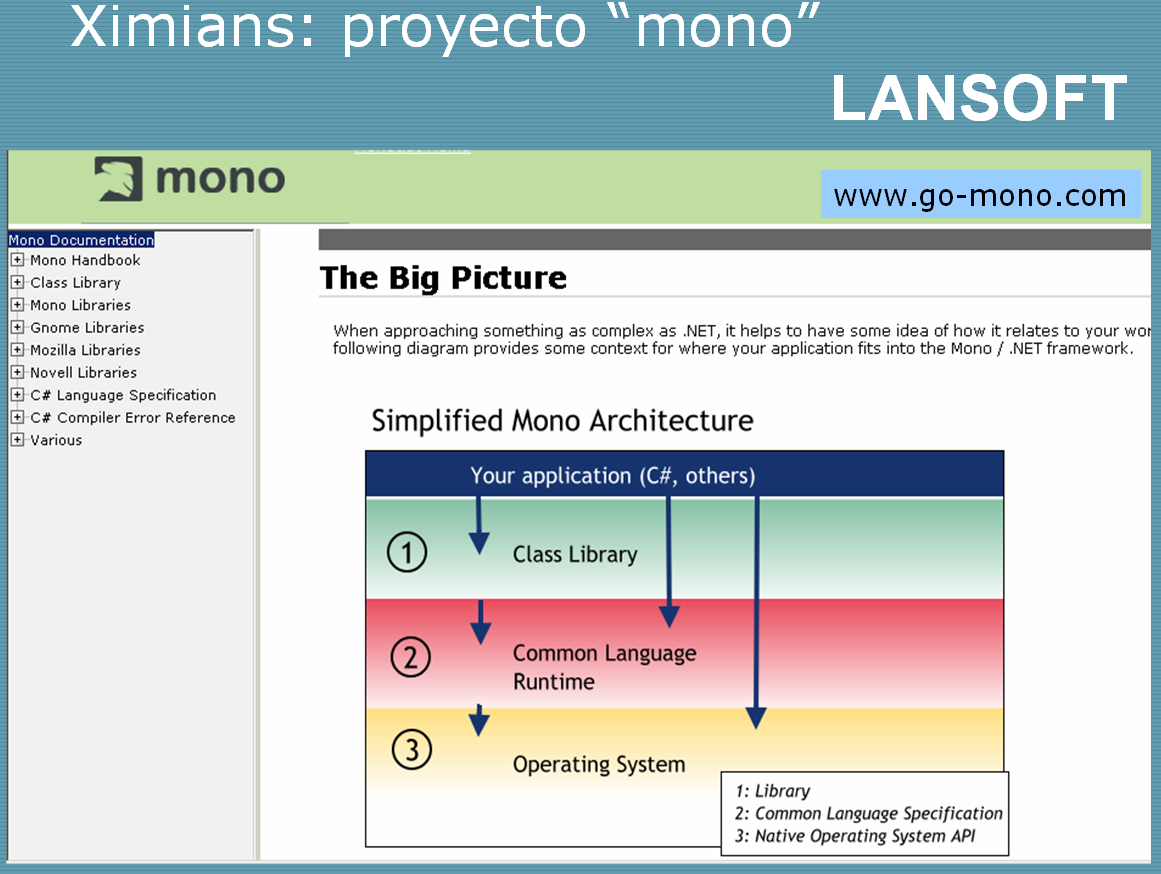 Ximians: proyecto “mono”
LANSOFT
mono
www.go-mono.com
Mono Documentation
Mono Handbook
Class Library
Mono Libraries
Gnome Libraries
Mozilla Libraries
Novell Libraries
C# Language Specification
C# Compiler Error Reference
Various
The Big Picture
When approaching something as complex as .NET, it helps to have some idea of how it relates to your
following diagram provides some context for where your application fits into the Mono / .NET framework.
Simplified Mono Architecture
Your application (C#, others)
1
Class Library
2
Common Language
Runtime
3
Operating System
1: Library
2: Common Language Specification
3: Native Operating System API